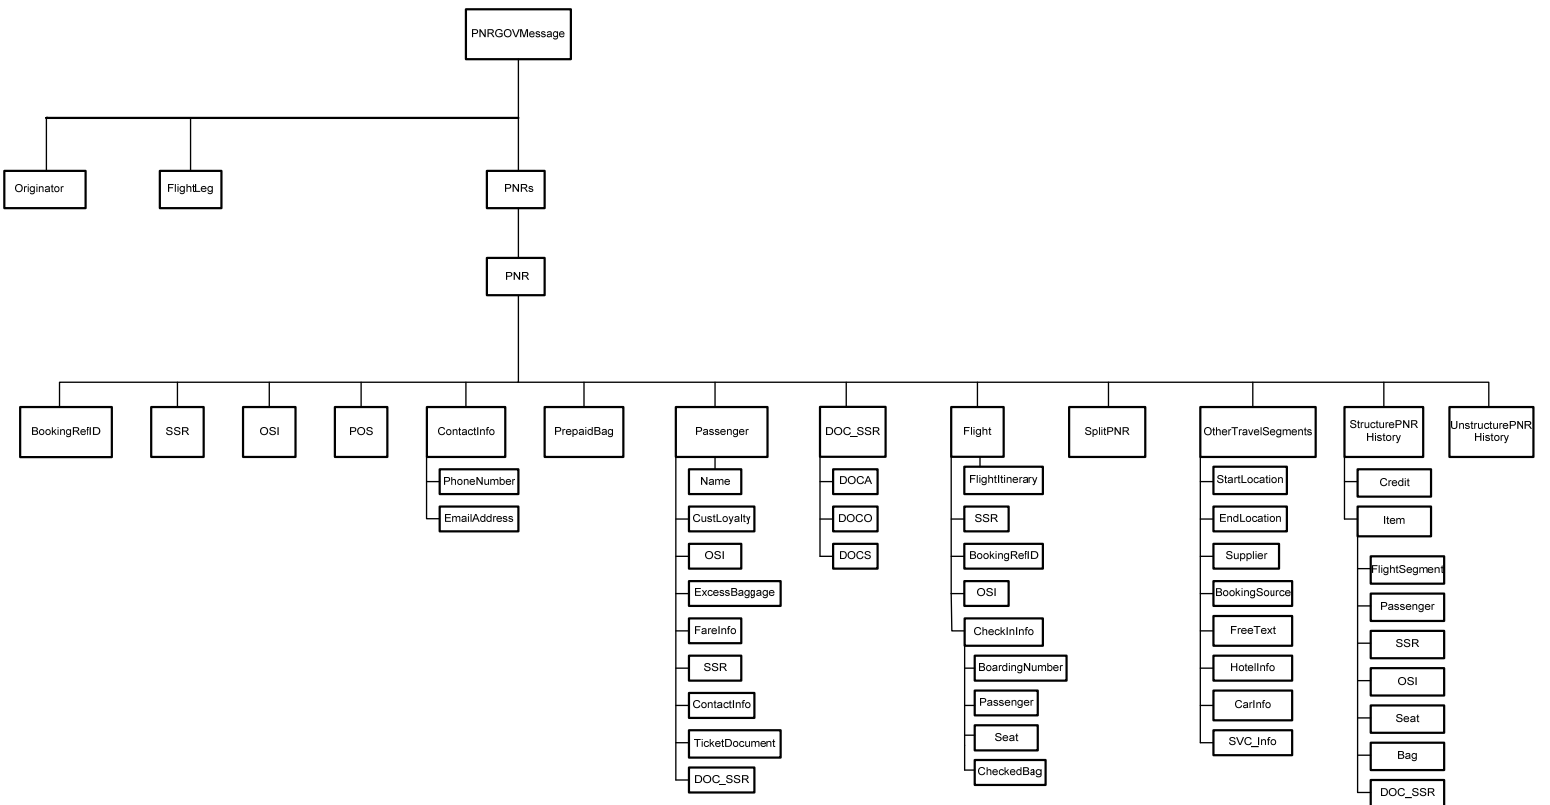 PNRGOVMessage
Originator
FlightLeg
PNRs
PNR
BookingRefID
SSR
OSI
POS
ContactInfo
PhoneNumber
EmailAddress
PrepaidBag
Passenger
Name
CustLoyalty
OSI
ExcessBaggage
FareInfo
SSR
ContactInfo
TicketDocument
DOC_SSR
DOC_SSR
DOCA
DOCO
DOCS
Flight
FlightItinerary
SSR
BookingRefID
OSI
CheckInInfo
BoardingNumber
Passenger
Seat
CheckedBag
SplitPNR
OtherTravelSegments
StartLocation
EndLocation
Supplier
BookingSource
FreeText
HotelInfo
CarInfo
SVC_Info
StructurePNR
History
Credit
Item
FlightSegment
Passenger
SSR
OSI
Seat
Bag
DOC_SSR
UnstructurePNR
History